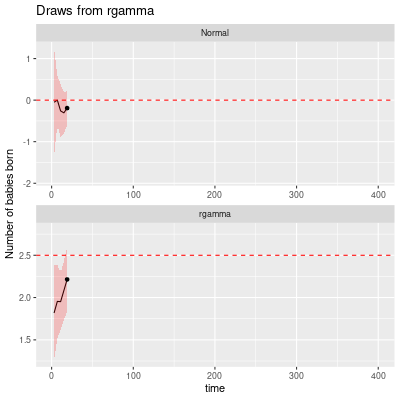 Draws from rgamma
Normal
1
0
-1
-2
0 100 200 300 400
rgamma
2.5
2.0
1.5
0 100 200 300 400
time
Number of babies born